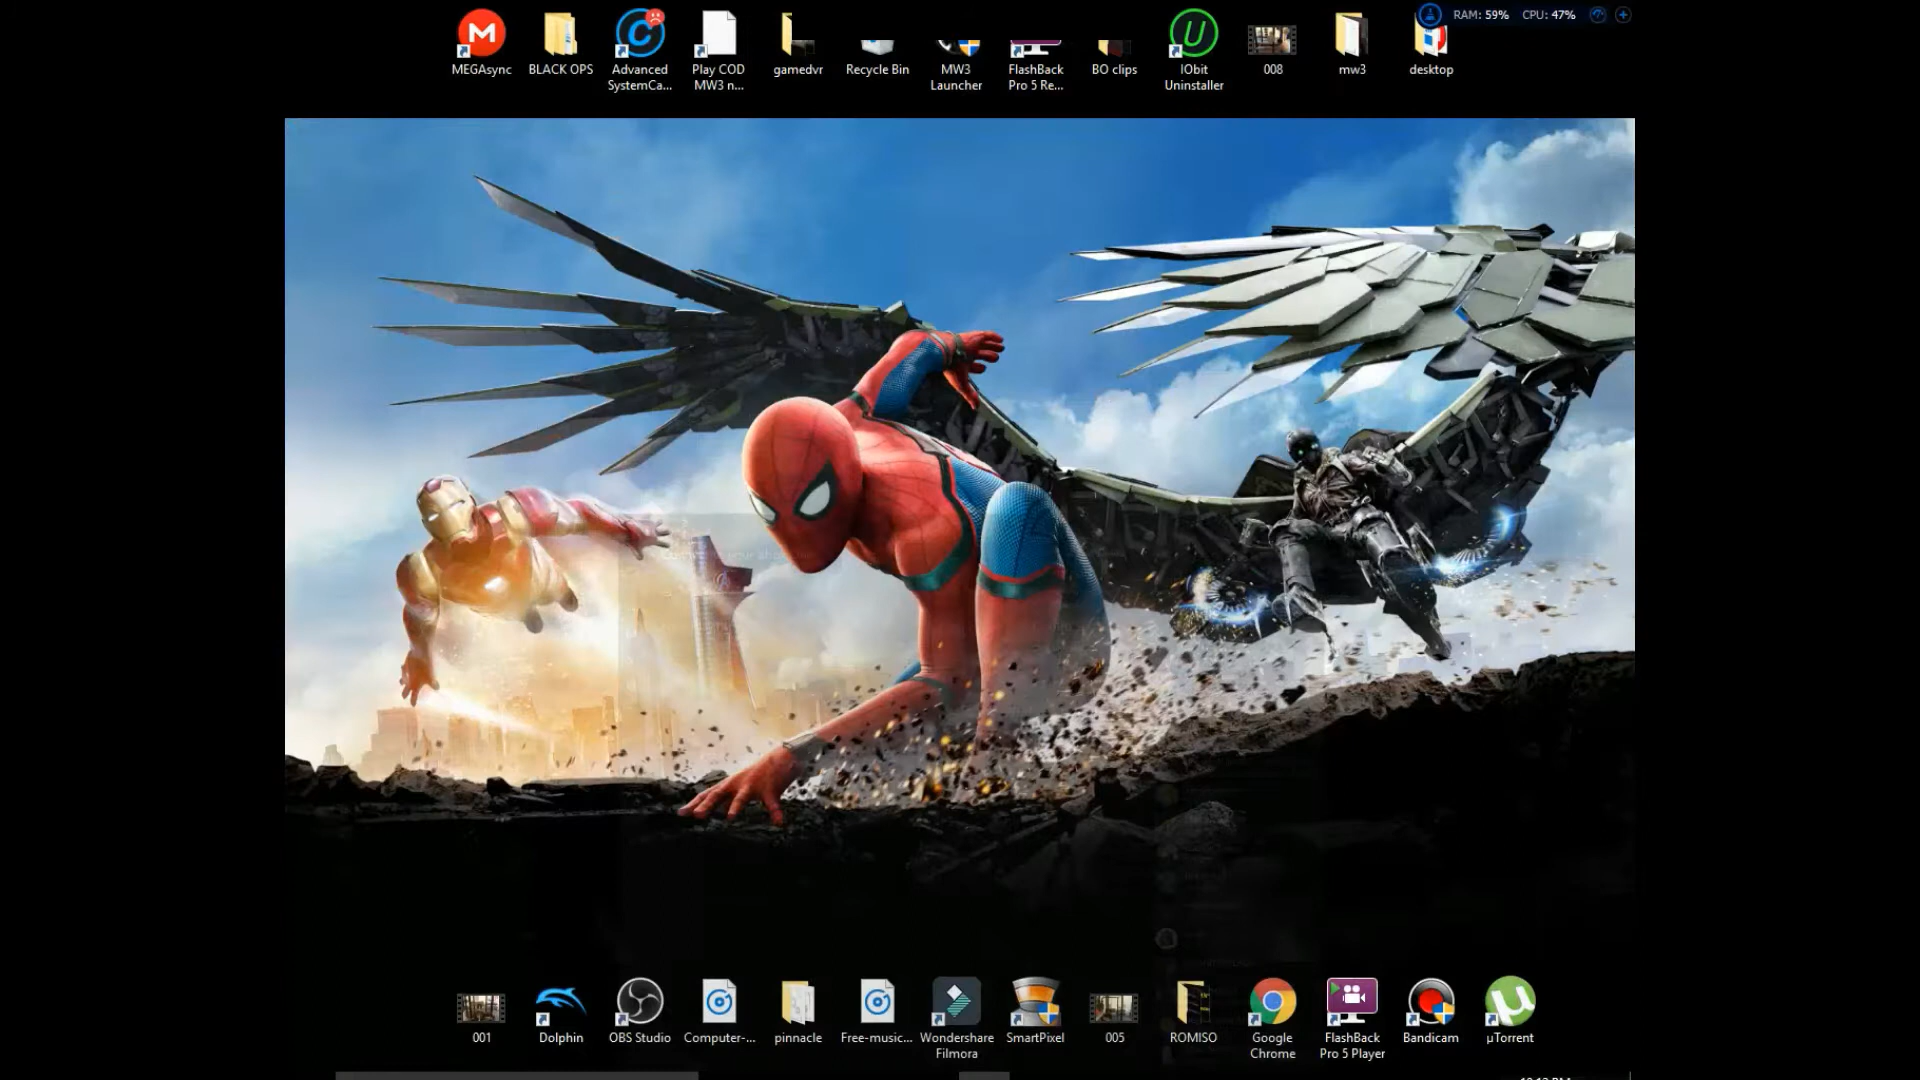 RAM: 59% CPU: 47%
MEGAsync
BLACK OPS
Advanced
SystemCa...
Play COD
MW3 n...
gamedvr
Recycle Bin
MW3
Launcher
FlashBack
Pro 5 Re...
BO clips
IObit
Uninstaller
008
mw3
desktop
001
Dolphin
OBS Studio
Computer-...
pinnacle
Free-music...
Wondershare
Filmora
SmartPixel
005
ROMISO
Google
Chrome
FlashBack
Pro 5 Player
Bandicam
µTorrent